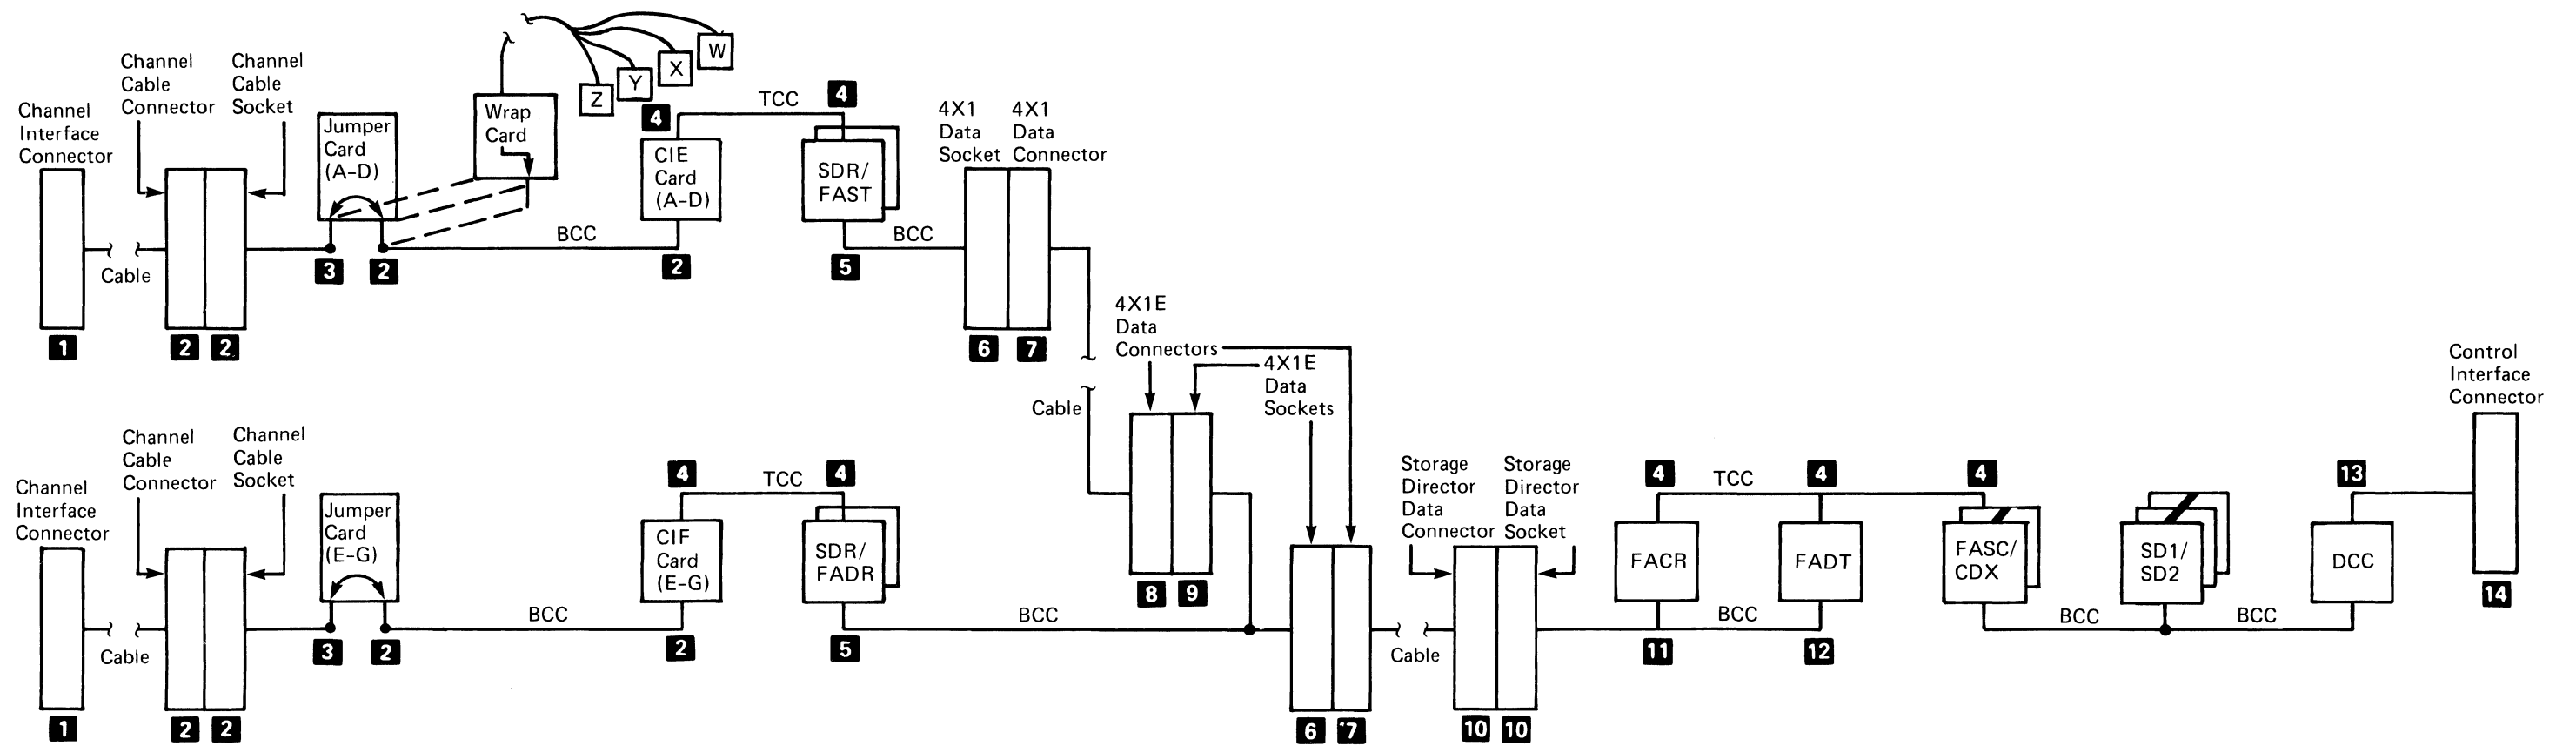 Channel
Interface
Connector
1
Channel
Cable
Connector
Channel
Cable
Socket
Cable
2 2
Jumper
Card
(A-D)
3 2
Wrap
Card
Z
Y
X
W
BCC
4
CIE
Card
(A-D)
2
TCC
4
SDR/
FAST
5
BCC
4X1
Data
Socket
4X1
Data
Connector
6 7
Cable
4X1E
Data
Connectors
4X1E
Data
Sockets
8 9
Channel
Interface
Connector
1
Channel
Cable
Connector
Channel
Cable
Socket
Cable
2 2
Jumper
Card
(E-G)
3 2
BCC
4
CIF
Card
(E-G)
2
TCC
4
SDR/
FADR
5
BCC
6 7
Cable
Storage
Director
Data
Connector
Storage
Director
Data
Socket
10 10
4
FACR
11
TCC
BCC
4
FADT
12
4
FASC/
CDX
BCC
SD1/
SD2
BCC
13
DCC
Control
Interface
Connector
14